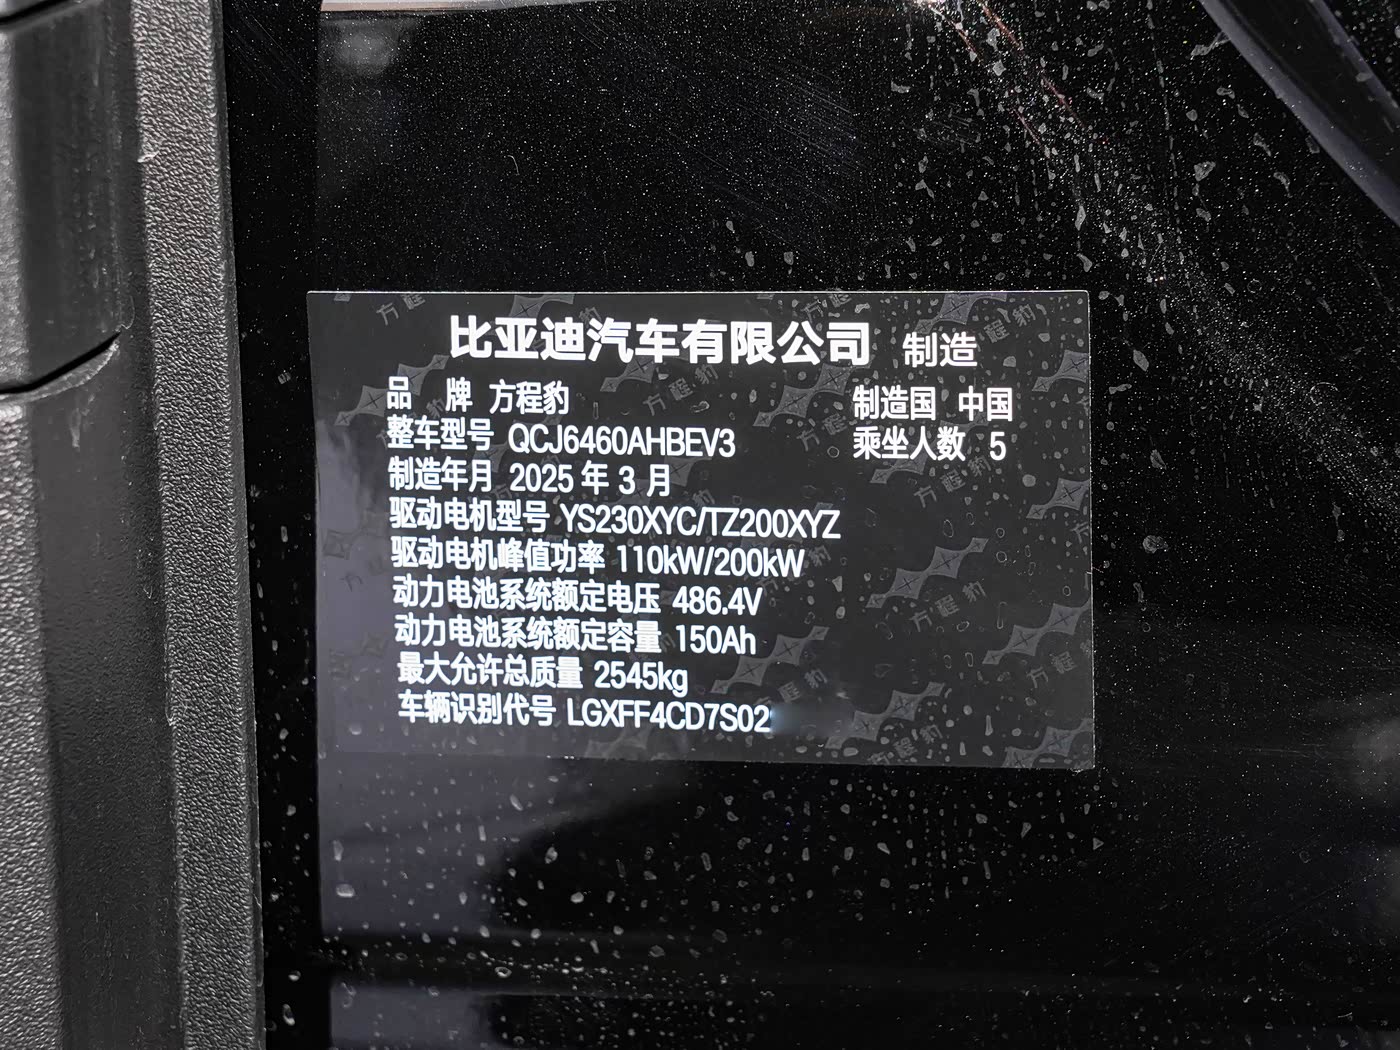 比亚迪汽车有限公司 制造
品 牌 方程豹 制造国 中国
整车型号 QCJ6460AHBEV3 乘坐人数 5
制造年月 2025 年 3 月
驱动电机型号 YS230XYC/TZ200XYZ
驱动电机峰值功率 110kW/200kW
动力电池系统额定电压 486.4V
动力电池系统额定容量 150Ah
最大允许总质量 2545kg
车辆识别代号 LGXFF4CD7S02